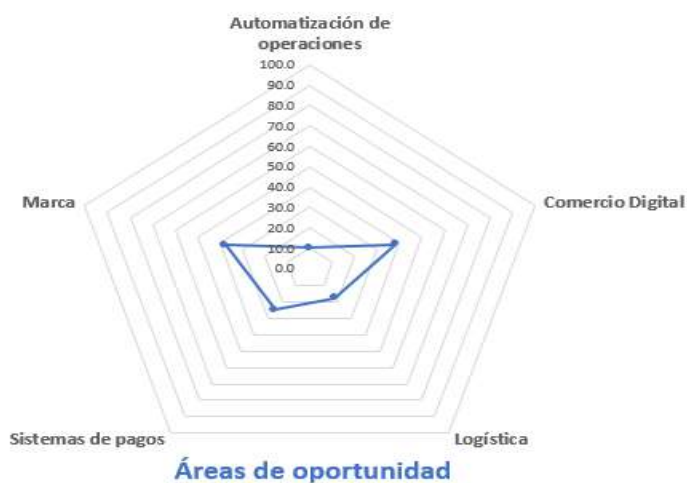 Automatización de
operaciones
100.0
90.0
80.0
70.0
60.0
50.0
40.0
30.0
20.0
10.0
0.0
Marca
Comercio Digital
Sistemas de pagos
Logística
Áreas de oportunidad